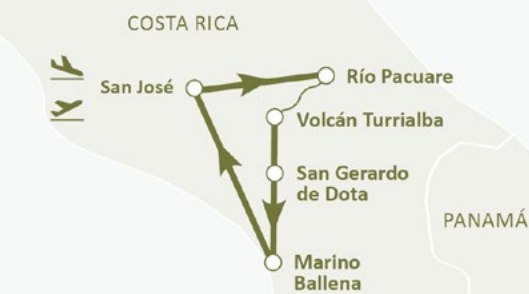 COSTA RICA
San José
Río Pacuare
Volcán Turrialba
San Gerardo
de Dota
PANAMÁ
Marino
Ballena